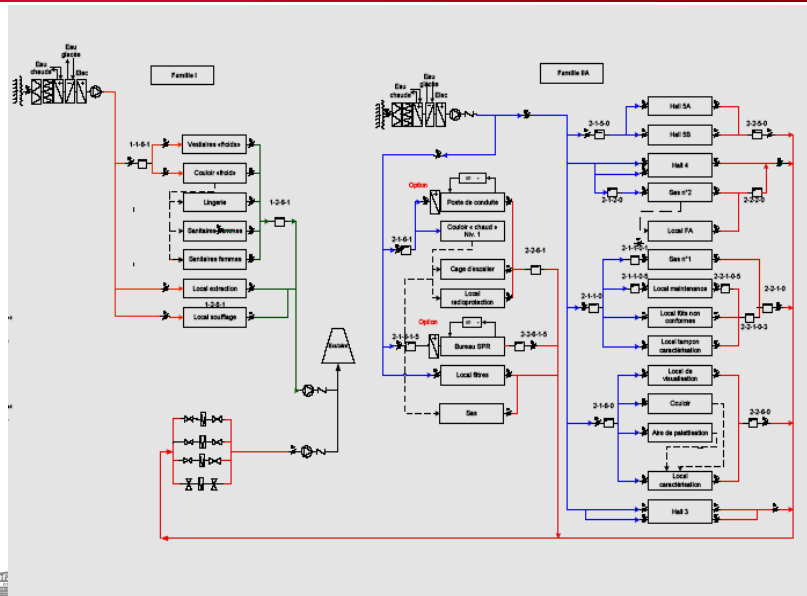 Eau
glacée
Eau
chaude
Elec
Famille I
1-1-6-1
Vestiaires «froids»
Couloir «froid»
Lingerie
Sanitaires femmes
Sanitaires femmes
1-2-6-1
Local extraction
1-2-6-1
Local soufflage
Eau
glacée
Eau
chaude
Elec
Famille IIA
Option
Poste de conduite
2-1-6-1
Couloir « chaud »
Niv. 1
2-2-6-1
Cage d'escalier
Local
radioprotection
Option
2-1-6-1-5
Bureau SPR
2-2-6-1-5
Local filtres
Sas
Hall 5A
2-1-5-0
2-2-5-0
Hall 5B
Hall 4
Sas n°2
2-1-2-0
2-2-2-0
Local FA
2-1-1-0-1
Sas n°1
2-1-1-0-5
Local maintenance
2-2-1-0-5
2-1-1-0
2-2-1-0
Local fûts non
conformes
2-2-1-0-3
Local tampon
caractérisation
Local de
visualisation
Couloir
2-1-6-0
2-2-6-0
Aire de palettisation
Local
caractérisation
Hall 3